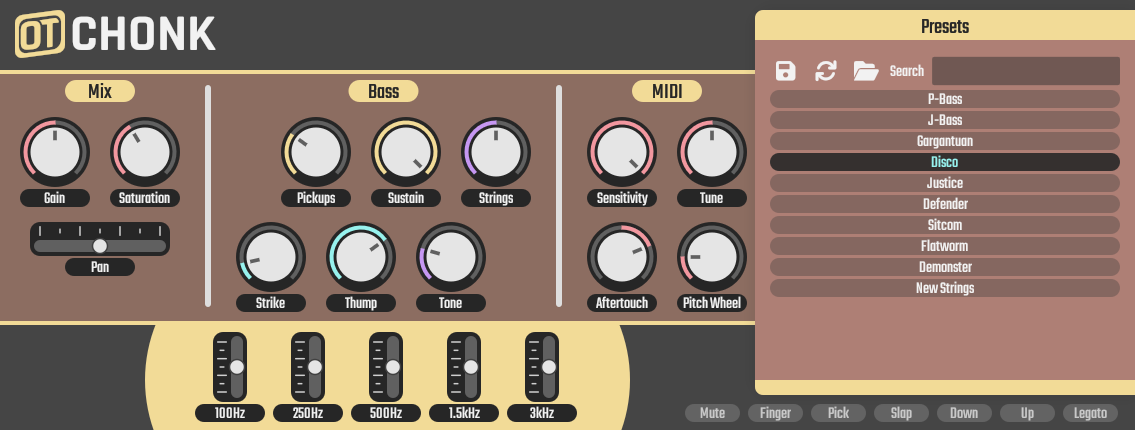 OT CHONK
Presets
Search
P-Bass
J-Bass
Gargantuan
Disco
Justice
Defender
Sitcom
Flatworm
Demonster
New Strings
Mix
Gain Saturation
Pan
Bass
Pickups Sustain Strings
Strike Thump Tone
MIDI
Sensitivity Tune
Aftertouch Pitch Wheel
100Hz 250Hz 500Hz 1.5kHz 3kHz
Mute Finger Pick Slap Down Up Legato